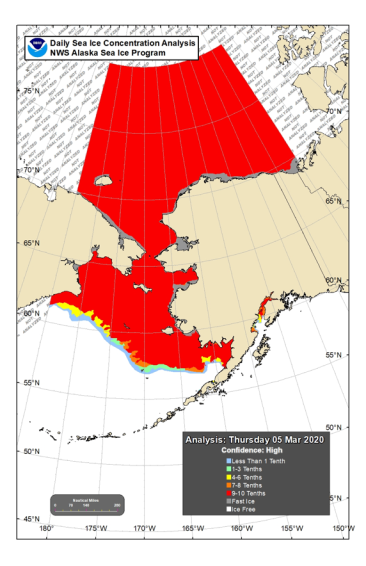 Daily Sea Ice Concentration Analysis
NWS Alaska Sea Ice Program
NOT ANALYZED
75°N
70°N
70°N
65°N
65°N
60°N
60°N
55°N
55°N
50°N
50°N
45°N
45°N
180°
175°W
170°W
165°W
160°W
155°W
150°W
Analysis: Thursday 05 Mar 2020
Confidence: High
Less Than 1 Tenth
1-3 Tenths
4-6 Tenths
7-8 Tenths
9-10 Tenths
Fast Ice
Ice Free
Nautical Miles